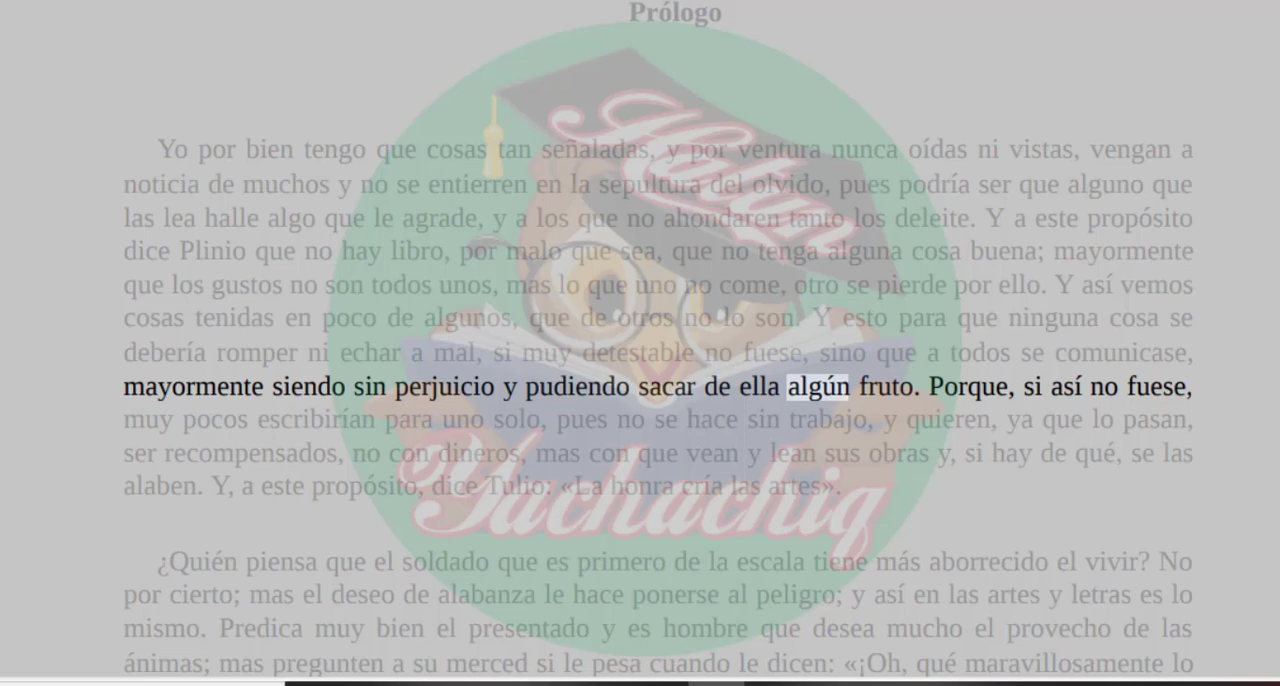 Prólogo
Yo por bien tengo que cosas tan señaladas, y por ventura nunca oídas ni vistas, vengan a
noticia de muchos y no se entierren en la sepultura del olvido, pues podría ser que alguno que
las lea halle algo que le agrade, y a los que no ahondaren tanto los deleite. Y a este propósito
dice Plinio que no hay libro, por malo que sea, que no tenga alguna cosa buena; mayormente
que los gustos no son todos unos, mas lo que uno no come, otro se pierde por ello. Y así vemos
cosas tenidas en poco de algunos, que de otros no lo son. Y esto para que ninguna cosa se
debería romper ni echar a mal, si muy detestable no fuese, sino que a todos se comunicase,
mayormente siendo sin perjuicio y pudiendo sacar de ella algún fruto. Porque, si así no fuese,
muy pocos escribirían para uno solo, pues no se hace sin trabajo, y quieren, ya que lo pasan,
ser recompensados, no con dineros, mas con que vean y lean sus obras y, si hay de qué, se las
alaben. Y, a este propósito, dice Tulio: «La honra cría las artes».
¿Quién piensa que el soldado que es primero de la escala tiene más aborrecido el vivir? No
por cierto; mas el deseo de alabanza le hace ponerse al peligro; y así en las artes y letras es lo
mismo. Predica muy bien el presentado y es hombre que desea mucho el provecho de las
ánimas; mas pregunten a su merced si le pesa cuando le dicen: «¡Oh, qué maravillosamente lo
Hatun
Yachachiq